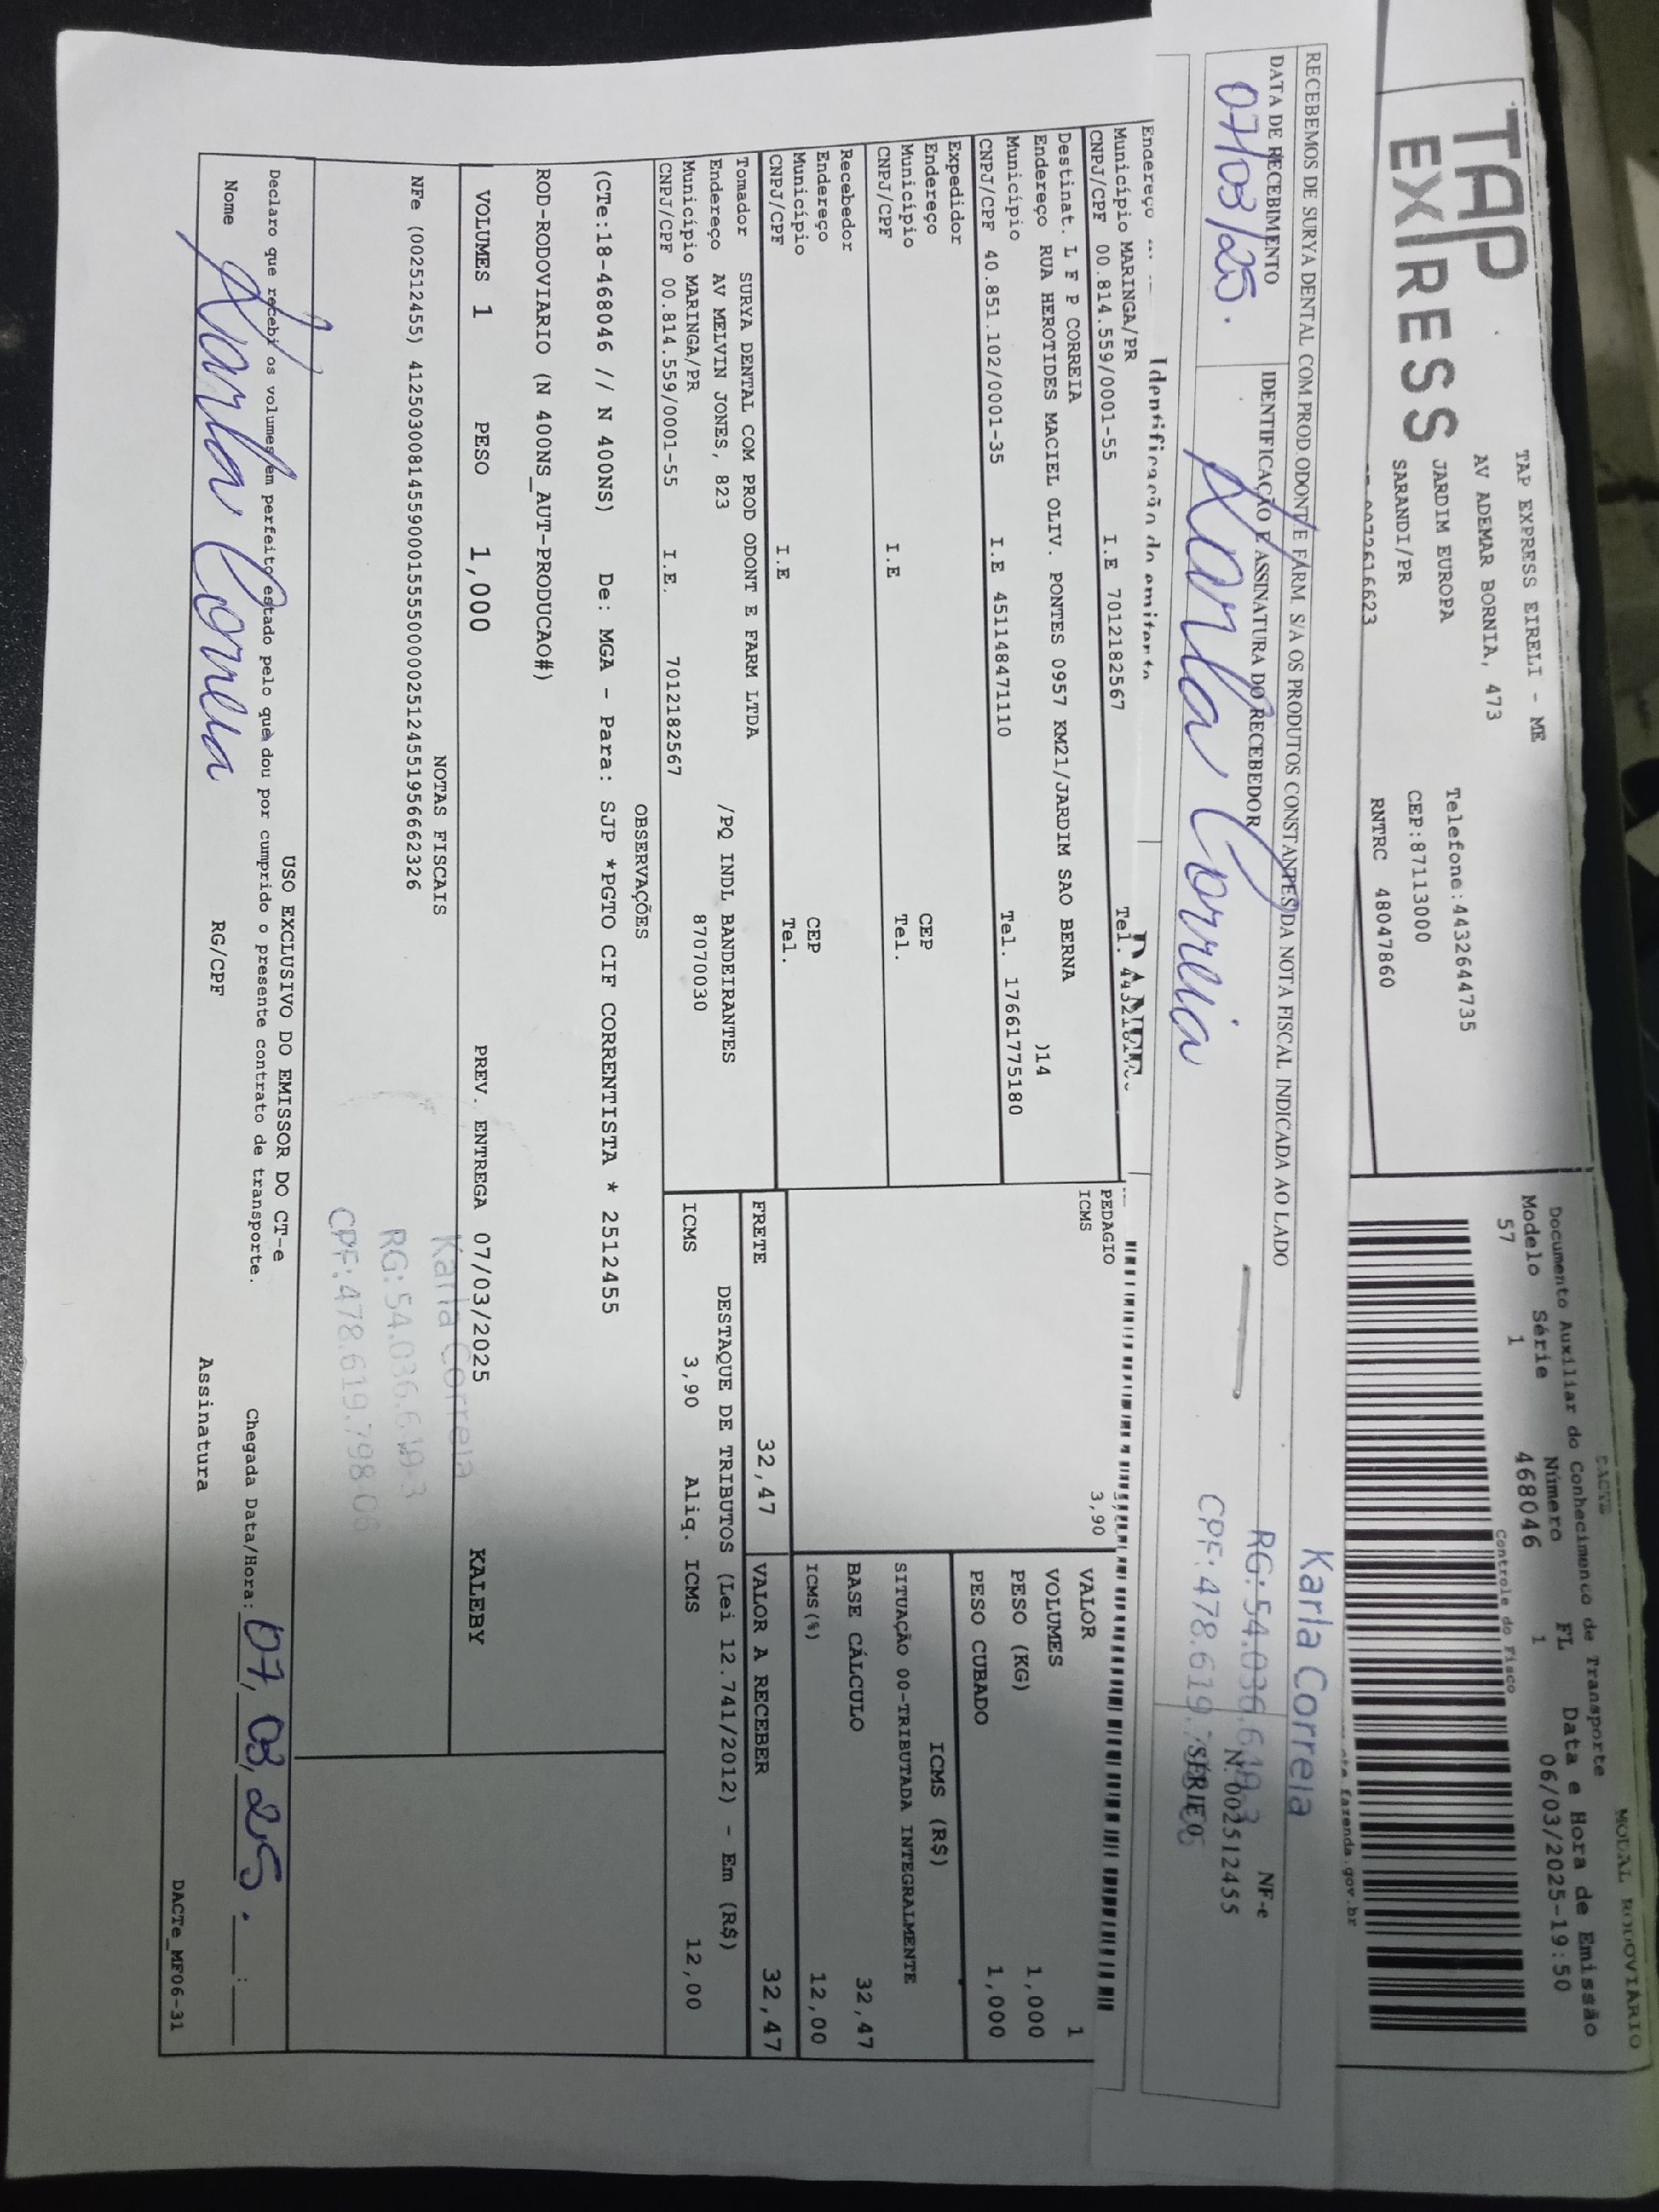 TAP
EXPRESS
TAP EXPRESS EIRELI - ME
AV ADEMAR BORNIA, 473
JARDIM EUROPA
SARANDI/PR
Telefone:4432644735
CEP:87113000
RNTRC 48047860
DACTE
Documento Auxiliar do Conhecimento de Transporte
MODAL RODOVIÁRIO
Modelo Série Número FL Data e Hora de Emissão
57 1 468046 1 06/03/2025-19:50
Controle do Fisco
.fazenda.gov.br
RECEBEMOS DE SURYA DENTAL COM.PROD.ODONT E FARM. S/A OS PRODUTOS CONSTANTES DA NOTA FISCAL INDICADA AO LADO
DATA DE RECEBIMENTO
07/03/25.
IDENTIFICAÇÃO E ASSINATURA DO RECEBEDOR
Karla Correia
Karla Correia
RG: 54.036.649-3
CPF: 478.619.798-06
NF-e
N. 002512455
SÉRIE 0
Identificação do emitente
Endereço
Município MARINGA/PR
CNPJ/CPF 00.814.559/0001-55 I.E 7012182567 Tel.
Destinat. L F P CORREIA
Endereço RUA HEROTIDES MACIEL OLIV. PONTES 0957 KM21/JARDIM SAO BERNA )14
Município
CNPJ/CPF 40.851.102/0001-35 I.E 451148471110 Tel. 17661775180
Expedidor
Endereço
Município CEP
CNPJ/CPF I.E Tel.
Recebedor
Endereço
Município CEP
CNPJ/CPF I.E Tel.
Tomador SURYA DENTAL COM PROD ODONT E FARM LTDA
Endereço AV MELVIN JONES, 823 /PQ INDL BANDEIRANTES
Município MARINGA/PR 87070030
CNPJ/CPF 00.814.559/0001-55 I.E. 7012182567
PEDAGIO
ICMS 3,90
VALOR
VOLUMES 1
PESO (KG) 1,000
PESO CUBADO 1,000
ICMS (R$)
SITUAÇÃO 00-TRIBUTADA INTEGRALMENTE
BASE CÁLCULO 32,47
ICMS(%) 12,00
FRETE 32,47 VALOR A RECEBER 32,47
DESTAQUE DE TRIBUTOS (Lei 12.741/2012) - Em (R$)
ICMS 3,90 Aliq. ICMS 12,00
OBSERVAÇÕES
(CTe:18-468046 // N 400NS) De: MGA - Para: SJP *PGTO CIF CORRENTISTA * 2512455
ROD-RODOVIARIO (N 400NS_AUT-PRODUCAO#)
VOLUMES 1 PESO 1,000 PREV. ENTREGA 07/03/2025 KALEBY
NOTAS FISCAIS
NFe (002512455) 41250300814559000155550000025124551956662326
Karla Correia
RG: 54.036.649-3
CPF: 478.619.798-06
USO EXCLUSIVO DO EMISSOR DO CT-e
Declaro que recebi os volumes em perfeito estado pelo que dou por cumprido o presente contrato de transporte.
Chegada Data/Hora: 07, 03, 25.
Nome Karla Correia RG/CPF Assinatura
DACTe_MF06-31